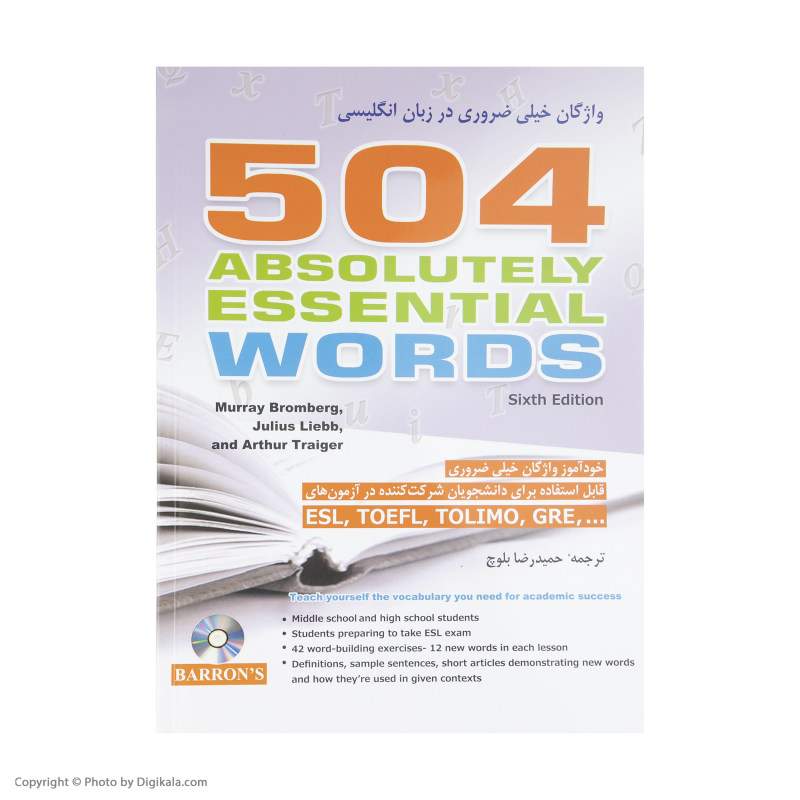 واژگان خیلی ضروری در زبان انگلیسی
504
ABSOLUTELY
ESSENTIAL
WORDS
Sixth Edition
Murray Bromberg,
Julius Liebb,
and Arthur Traiger
خودآموز واژگان خیلی ضروری
قابل استفاده برای دانشجویان شرکت‌کننده در آزمون‌های
ESL, TOEFL, TOLIMO, GRE,...
ترجمه: حمیدرضا بلوچ
Teach yourself the vocabulary you need for academic success
• Middle school and high school students
• Students preparing to take ESL exam
• 42 word-building exercises- 12 new words in each lesson
• Definitions, sample sentences, short articles demonstrating new words
and how they're used in given contexts
BARRON'S
Copyright © Photo by Digikala.com